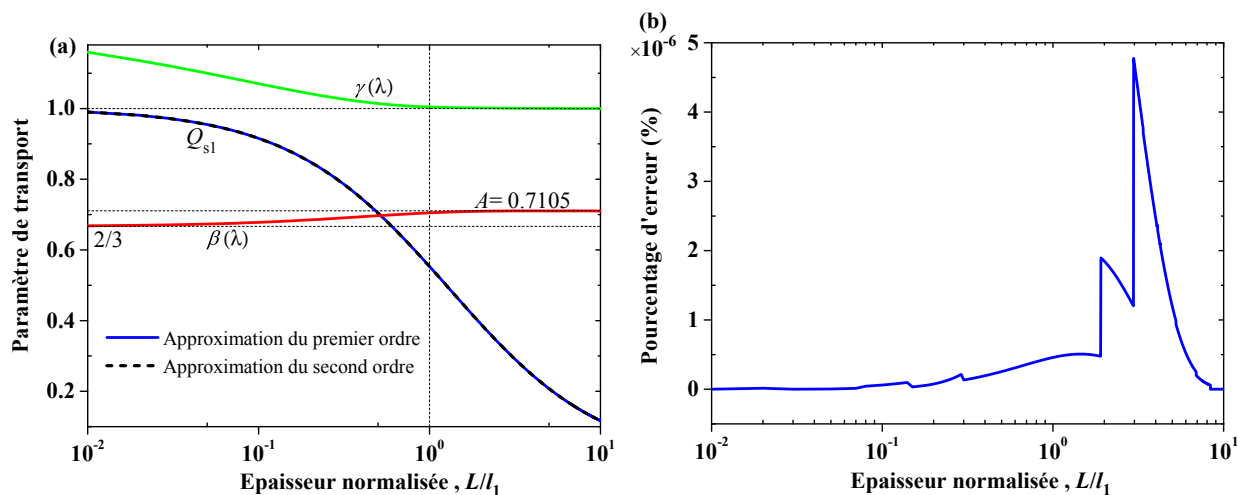 (a)
γ (λ)
Q_s1
A= 0.7105
2/3
β (λ)
Approximation du premier ordre
Approximation du second ordre
Paramètre de transport
1.0
0.8
0.6
0.4
0.2
10^-2
10^-1
10^0
10^1
Epaisseur normalisée , L/l_1
(b)
×10^-6
Pourcentage d'erreur (%)
5
4
3
2
1
0
10^-2
10^-1
10^0
10^1
Epaisseur normalisée , L/l_1